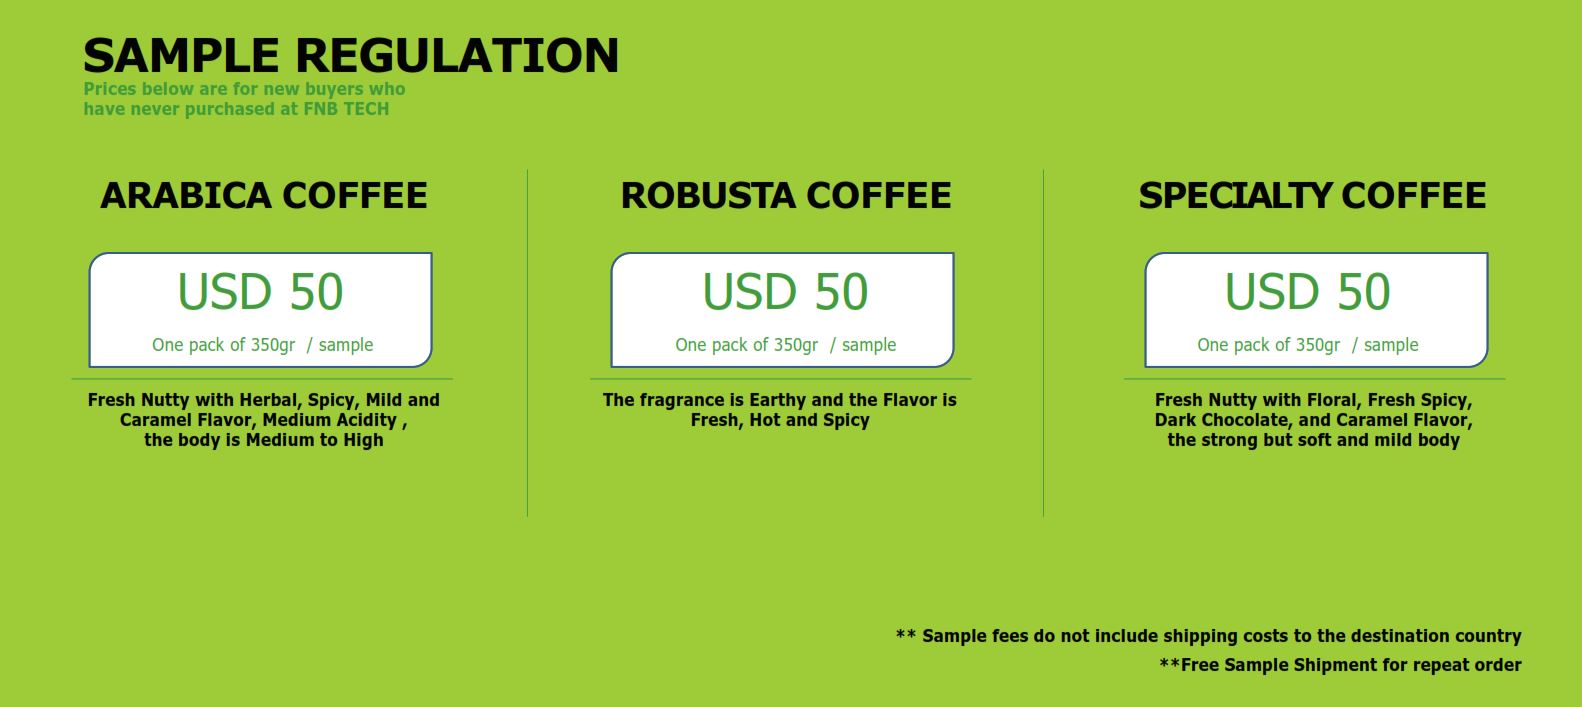 SAMPLE REGULATION
Prices below are for new buyers who
have never purchased at FNB TECH
ARABICA COFFEE
USD 50
One pack of 350gr / sample
Fresh Nutty with Herbal, Spicy, Mild and
Caramel Flavor, Medium Acidity ,
the body is Medium to High
ROBUSTA COFFEE
USD 50
One pack of 350gr / sample
The fragrance is Earthy and the Flavor is
Fresh, Hot and Spicy
SPECIALTY COFFEE
USD 50
One pack of 350gr / sample
Fresh Nutty with Floral, Fresh Spicy,
Dark Chocolate, and Caramel Flavor,
the strong but soft and mild body
** Sample fees do not include shipping costs to the destination country
**Free Sample Shipment for repeat order